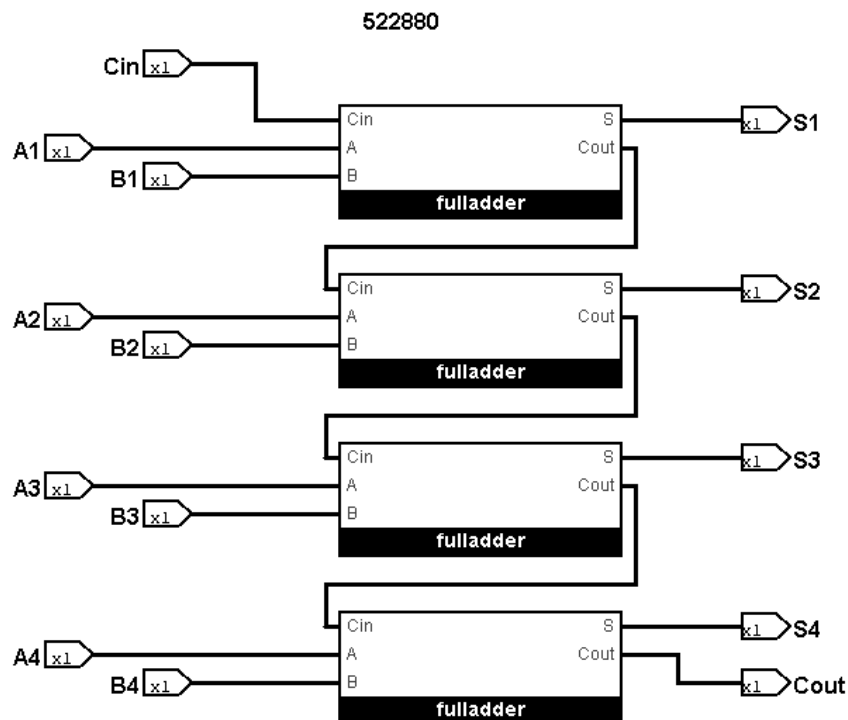 522880
Cin x1
Cin S x1 S1
A1 x1 A Cout
B1 x1 B
fulladder
Cin S x1 S2
A2 x1 A Cout
B2 x1 B
fulladder
Cin S x1 S3
A3 x1 A Cout
B3 x1 B
fulladder
Cin S x1 S4
A4 x1 A Cout
B4 x1 B x1 Cout
fulladder